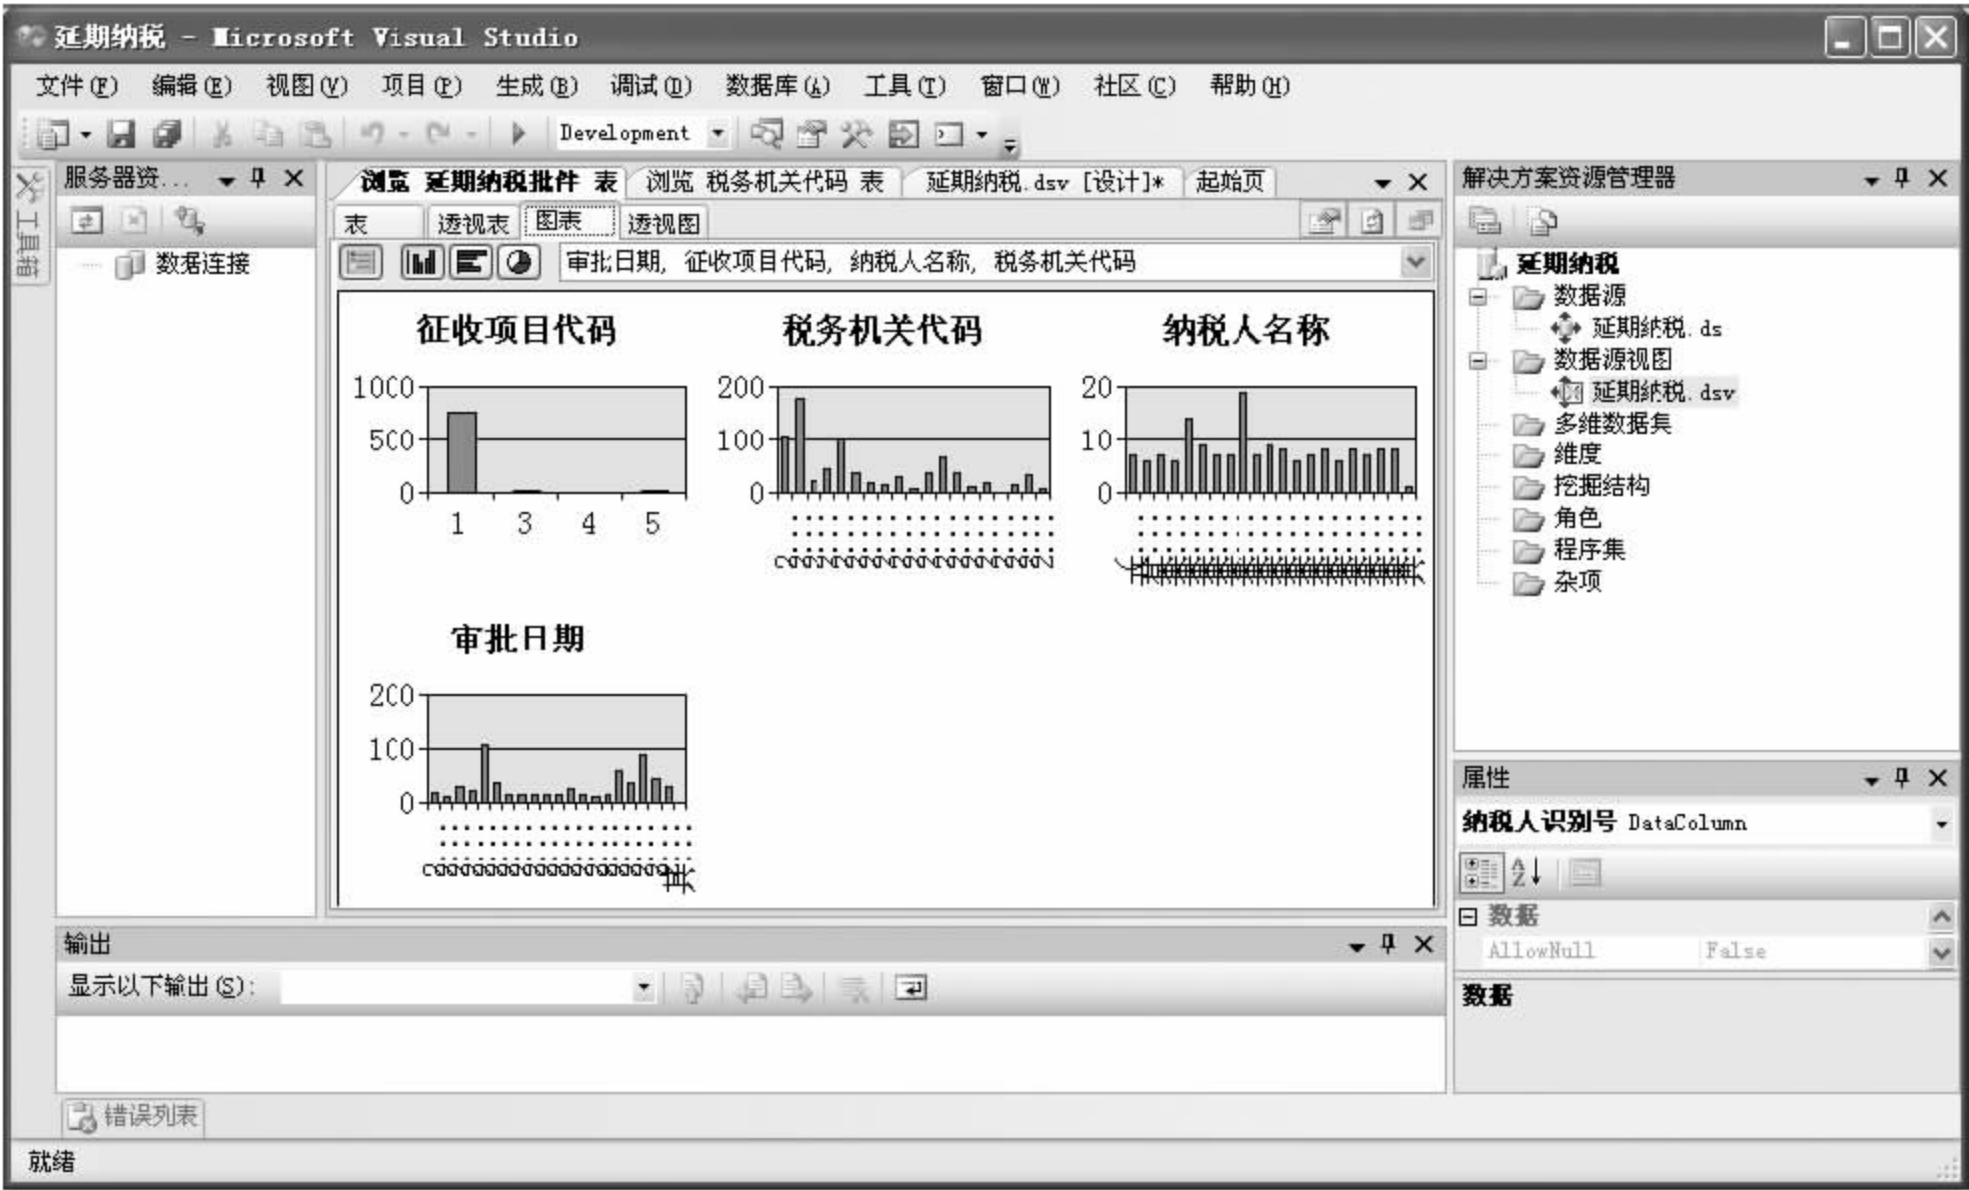 延期纳税 - Microsoft Visual Studio
文件(F) 编辑(E) 视图(V) 项目(P) 生成(B) 调试(D) 数据库(A) 工具(T) 窗口(W) 社区(C) 帮助(H)
Development
工具箱
服务器资...
数据连接
浏览 延期纳税批件 表 浏览 税务机关代码 表 延期纳税.dsv [设计]* 起始页
表 透视表 图表 透视图
审批日期, 征收项目代码, 纳税人名称, 税务机关代码
征收项目代码
1000
500
0
1 3 4 5
税务机关代码
200
100
0
纳税人名称
20
10
0
审批日期
200
100
0
解决方案资源管理器
延期纳税
数据源
延期纳税.ds
数据源视图
延期纳税.dsv
多维数据集
维度
挖掘结构
角色
程序集
杂项
属性
纳税人识别号 DataColumn
数据
AllowNull False
数据
输出
显示以下输出(S):
错误列表
就绪